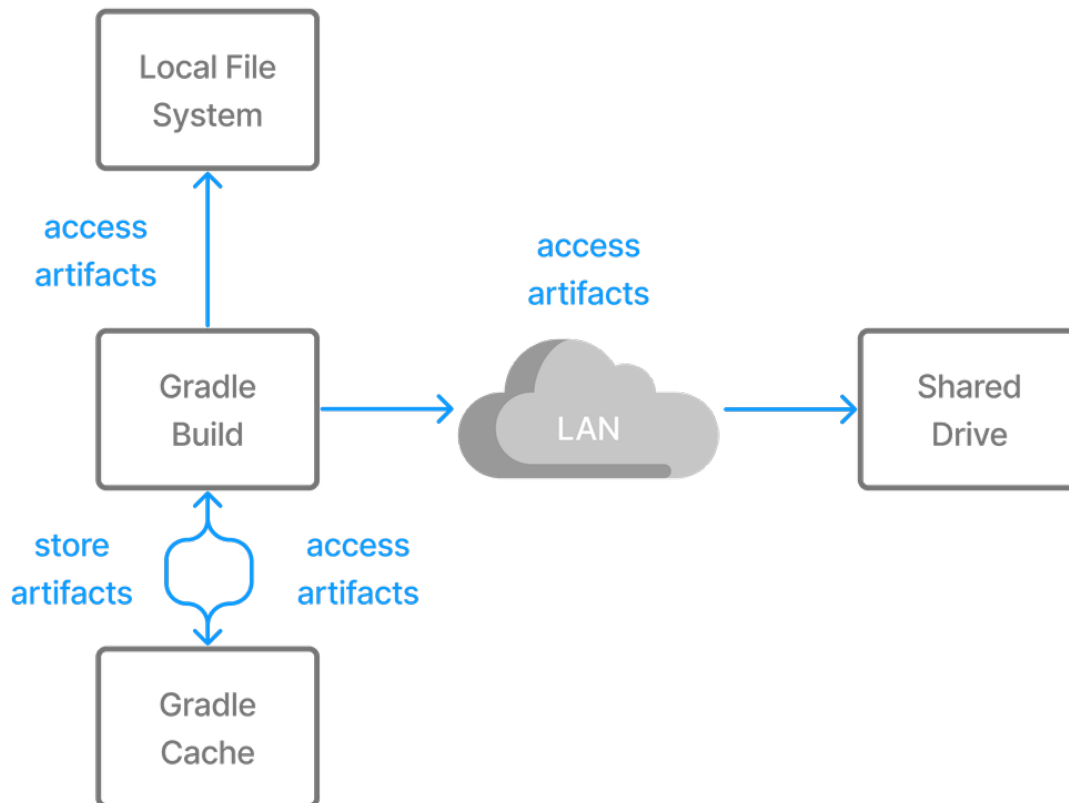 Local File
System
access
artifacts
access
artifacts
Gradle
Build
LAN
Shared
Drive
store
artifacts
access
artifacts
Gradle
Cache